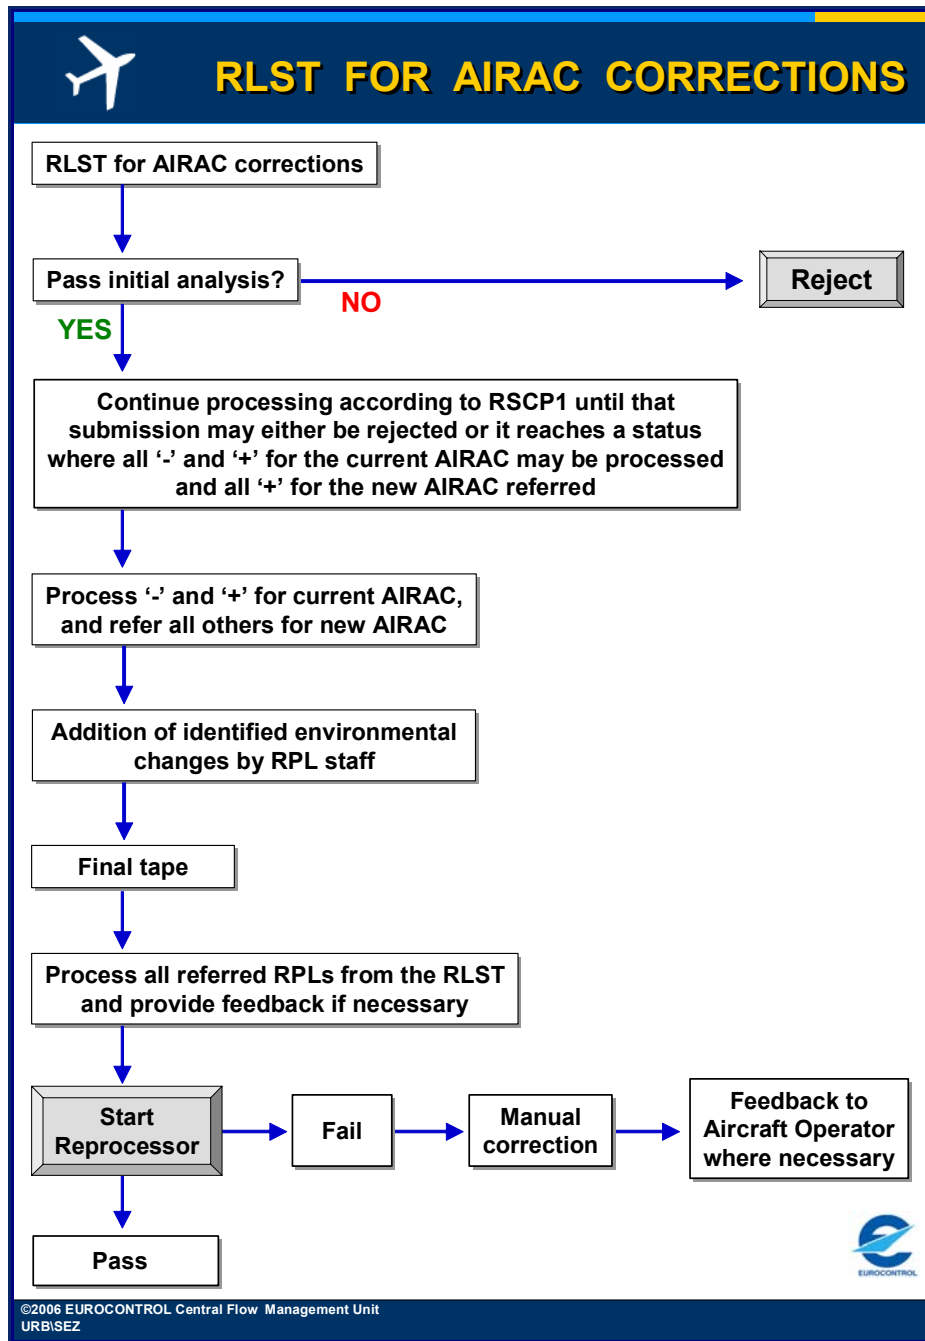 RLST FOR AIRAC CORRECTIONS
RLST for AIRAC corrections
Pass initial analysis?
NO
Reject
YES
Continue processing according to RSCP1 until that
submission may either be rejected or it reaches a status
where all ‘-’ and ‘+’ for the current AIRAC may be processed
and all ‘+’ for the new AIRAC referred
Process ‘-’ and ‘+’ for current AIRAC,
and refer all others for new AIRAC
Addition of identified environmental
changes by RPL staff
Final tape
Process all referred RPLs from the RLST
and provide feedback if necessary
Start
Reprocessor
Fail
Manual
correction
Feedback to
Aircraft Operator
where necessary
Pass
EUROCONTROL
©2006 EUROCONTROL Central Flow Management Unit
URB\SEZ